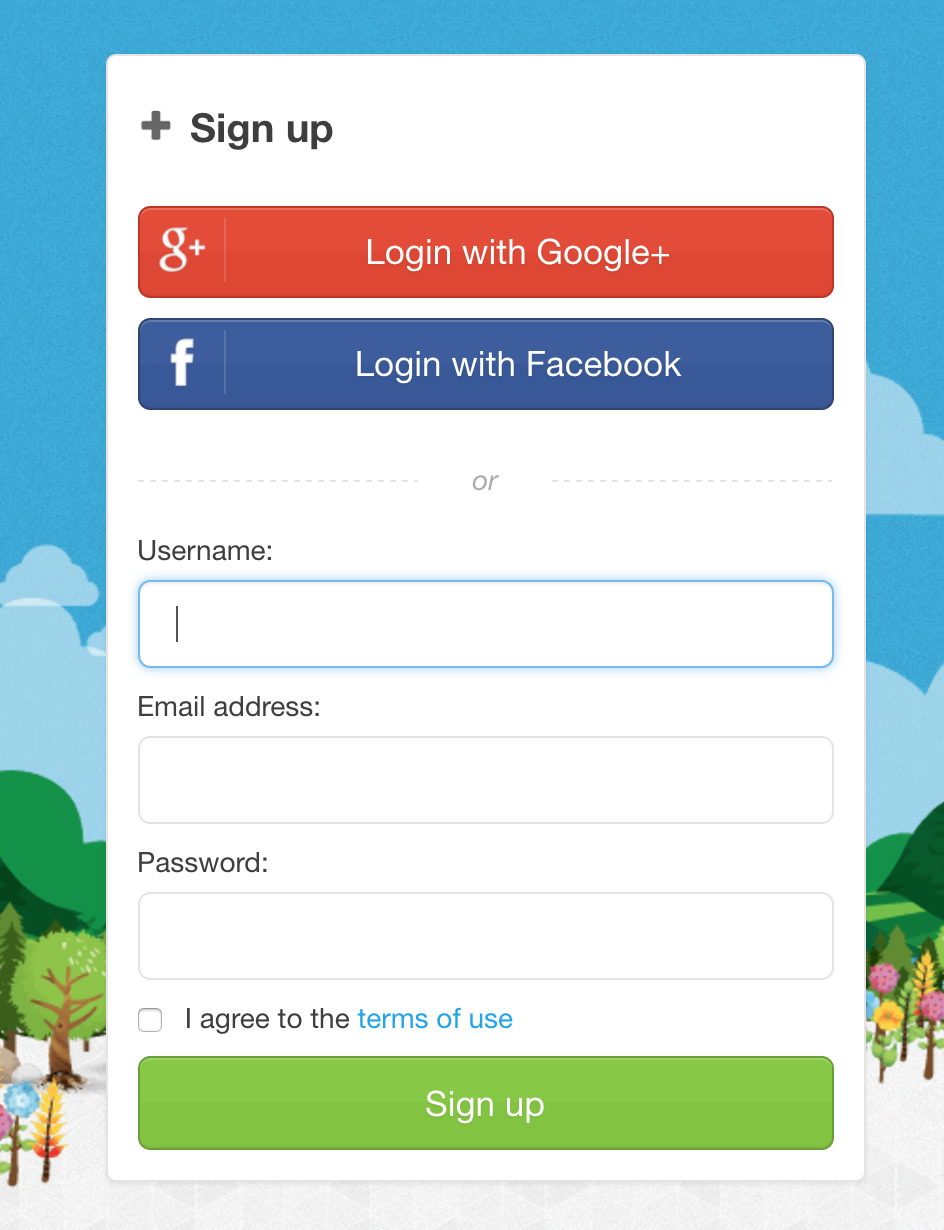 Sign up
g+ Login with Google+
f Login with Facebook
or
Username:
Email address:
Password:
I agree to the terms of use
Sign up